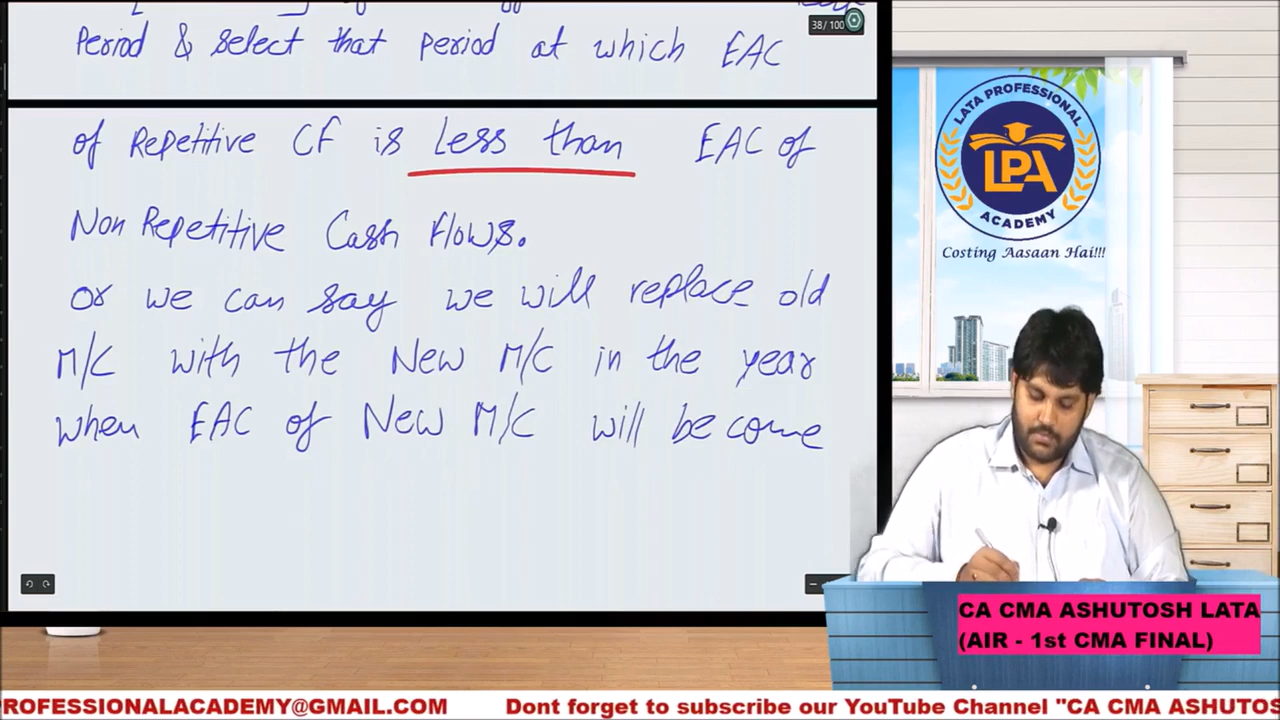 38/100
Period & select that period at which EAC
of Repetitive CF is less than EAC of
Non Repetitive Cash flows.
or we can say we will replace old
M/C with the New M/C in the year
when EAC of New M/C will become
LATA PROFESSIONAL
LPA
ACADEMY
Costing Aasaan Hai!!!
CA CMA ASHUTOSH LATA
(AIR - 1st CMA FINAL)
ROFESSIONALACADEMY@GMAIL.COM Dont forget to subscribe our YouTube Channel "CA CMA ASHUTOS